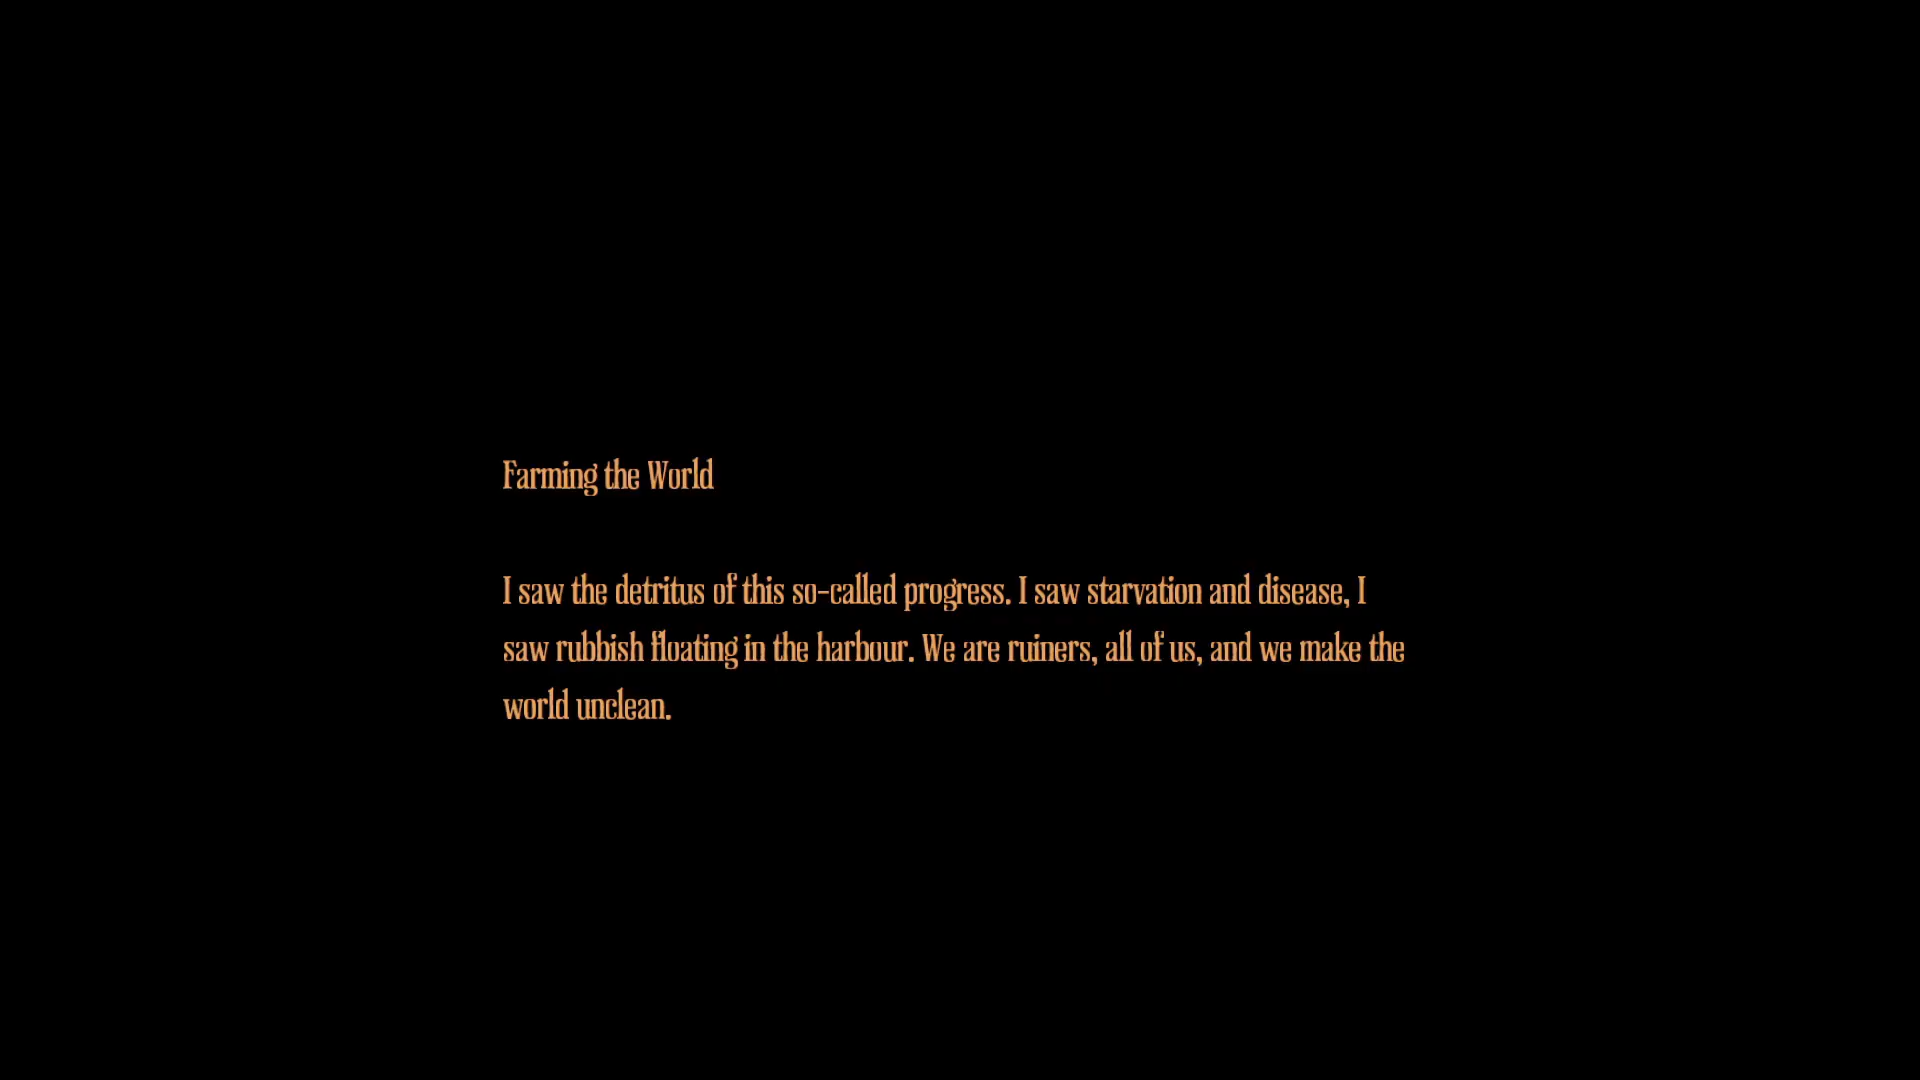 Farming the World
I saw the detritus of this so-called progress. I saw starvation and disease, I
saw rubbish floating in the harbour. We are ruiners, all of us, and we make the
world unclean.